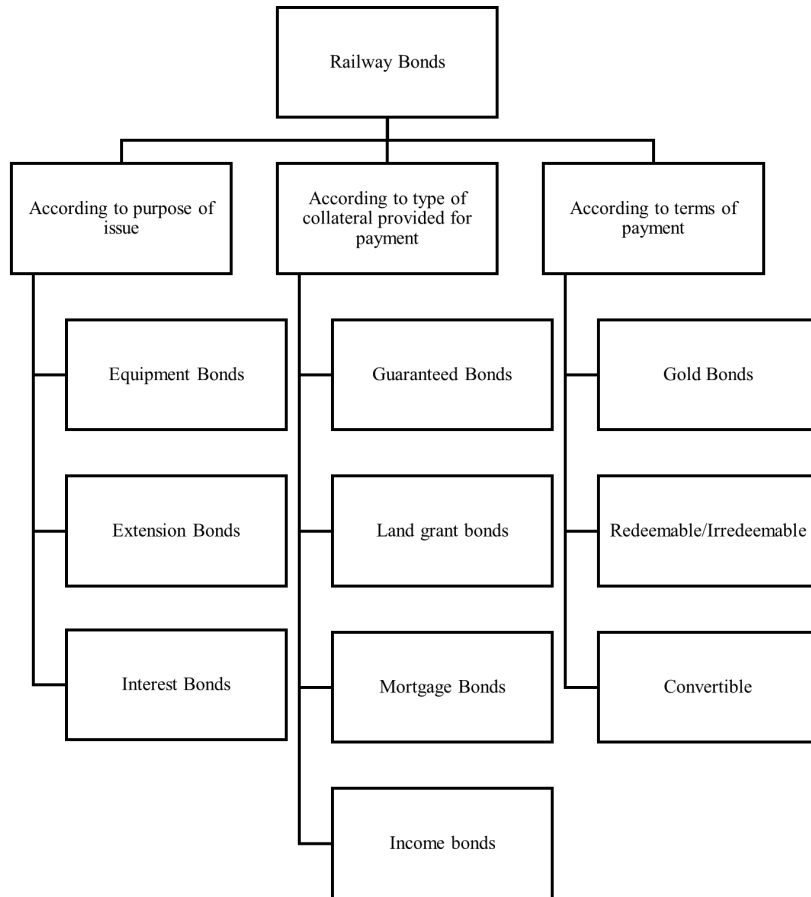 Railway Bonds
According to purpose of
issue
According to type of
collateral provided for
payment
According to terms of
payment
Equipment Bonds
Guaranteed Bonds
Gold Bonds
Extension Bonds
Land grant bonds
Redeemable/Irredeemable
Interest Bonds
Mortgage Bonds
Convertible
Income bonds